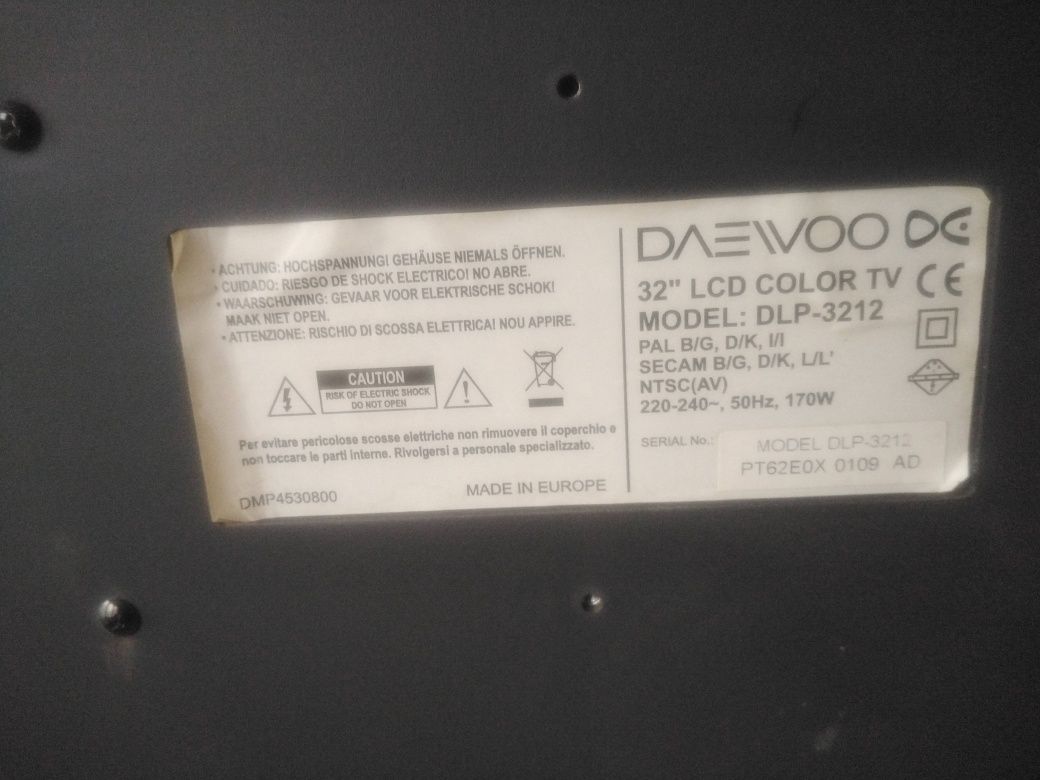 • ACHTUNG: HOCHSPANNUNG! GEHÄUSE NIEMALS ÖFFNEN.
• CUIDADO: RIESGO DE SHOCK ELECTRICO! NO ABRE.
• WAARSCHUWING: GEVAAR VOOR ELEKTRISCHE SCHOK!
MAAK NIET OPEN.
• ATTENZIONE: RISCHIO DI SCOSSA ELETTRICA! NOU APPIRE.
CAUTION
RISK OF ELECTRIC SHOCK
DO NOT OPEN
Per evitare pericolose scosse elettriche non rimuovere il coperchio e
non toccare le parti interne. Rivolgersi a personale specializzato.
DMP4530800
MADE IN EUROPE
DAEWOO
32" LCD COLOR TV CE
MODEL: DLP-3212
PAL B/G, D/K, I/I
SECAM B/G, D/K, L/L'
NTSC(AV)
220-240~, 50Hz, 170W
SERIAL No.:
MODEL DLP-3212
PT62E0X 0109 AD